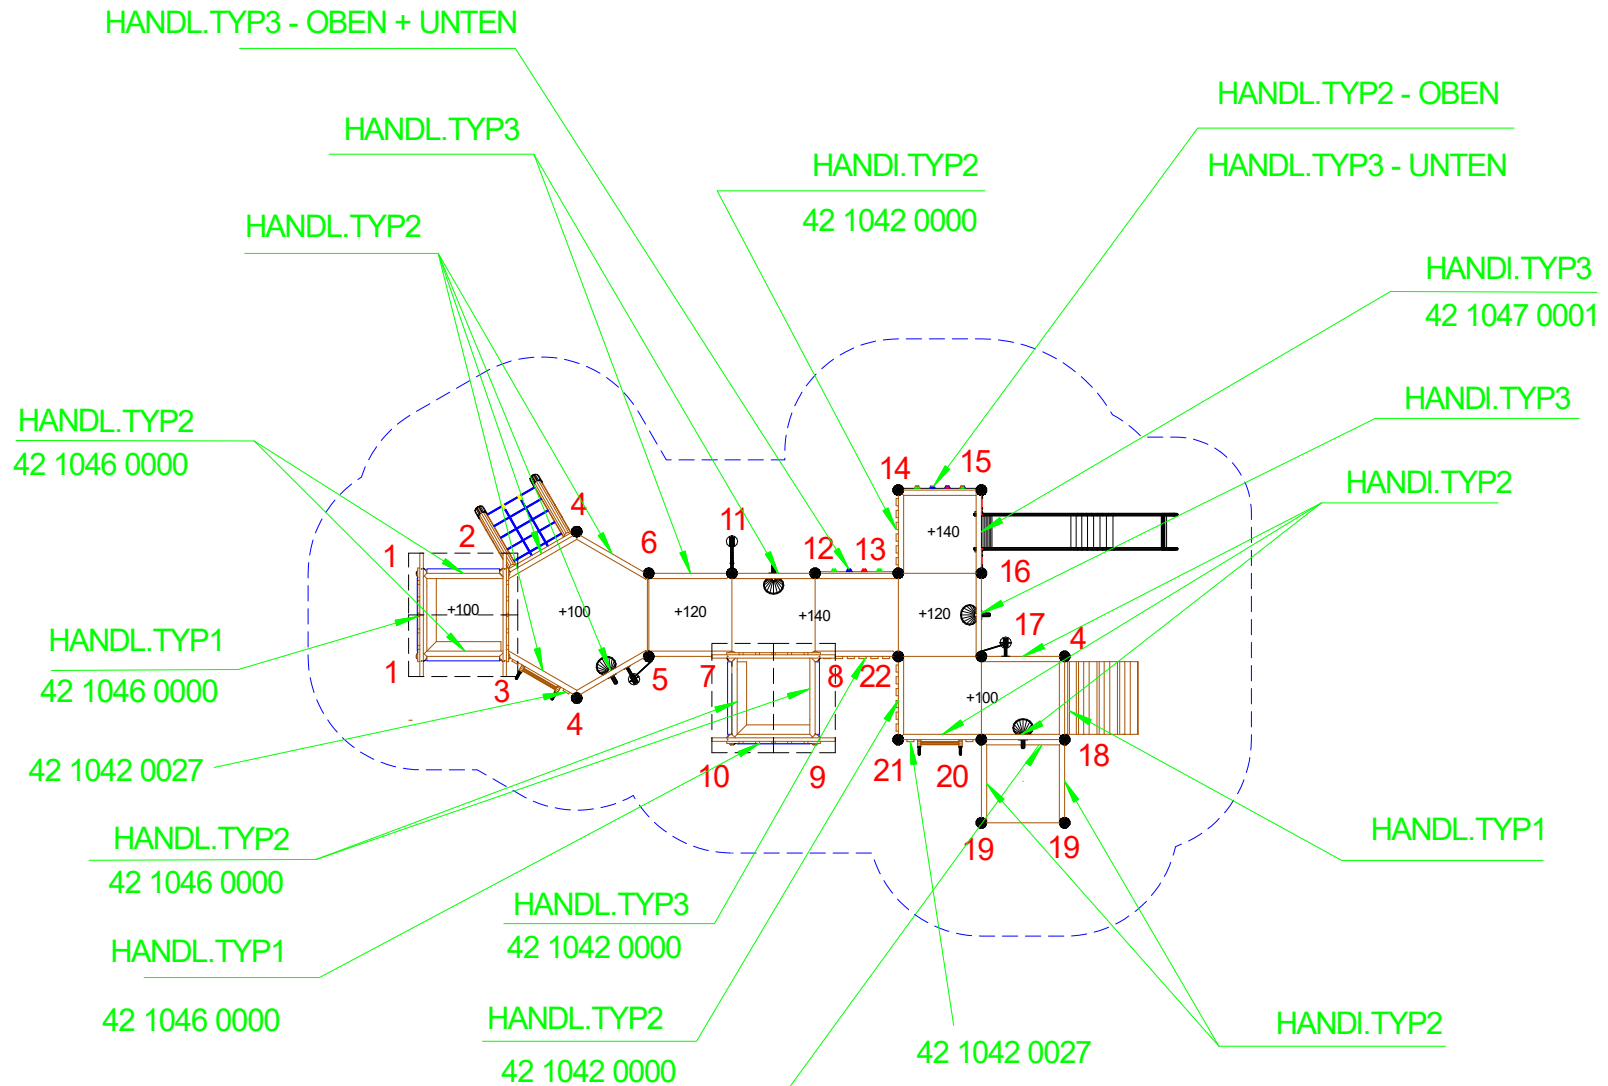 HANDL.TYP3 - OBEN + UNTEN
HANDL.TYP2 - OBEN
HANDL.TYP3 - UNTEN
HANDL.TYP3
HANDI.TYP2
42 1042 0000
HANDL.TYP2
HANDI.TYP3
42 1047 0001
HANDI.TYP3
HANDL.TYP2
42 1046 0000
HANDI.TYP2
14
15
4
11
2
1
6
12
13
16
+140
+100
+100
+120
+140
+120
17
4
HANDL.TYP1
42 1046 0000
1
3
5
7
8
22
4
+100
42 1042 0027
10
9
21
20
18
HANDL.TYP2
42 1046 0000
19
19
HANDL.TYP1
HANDL.TYP3
42 1042 0000
HANDL.TYP1
42 1046 0000
HANDL.TYP2
42 1042 0000
42 1042 0027
HANDI.TYP2